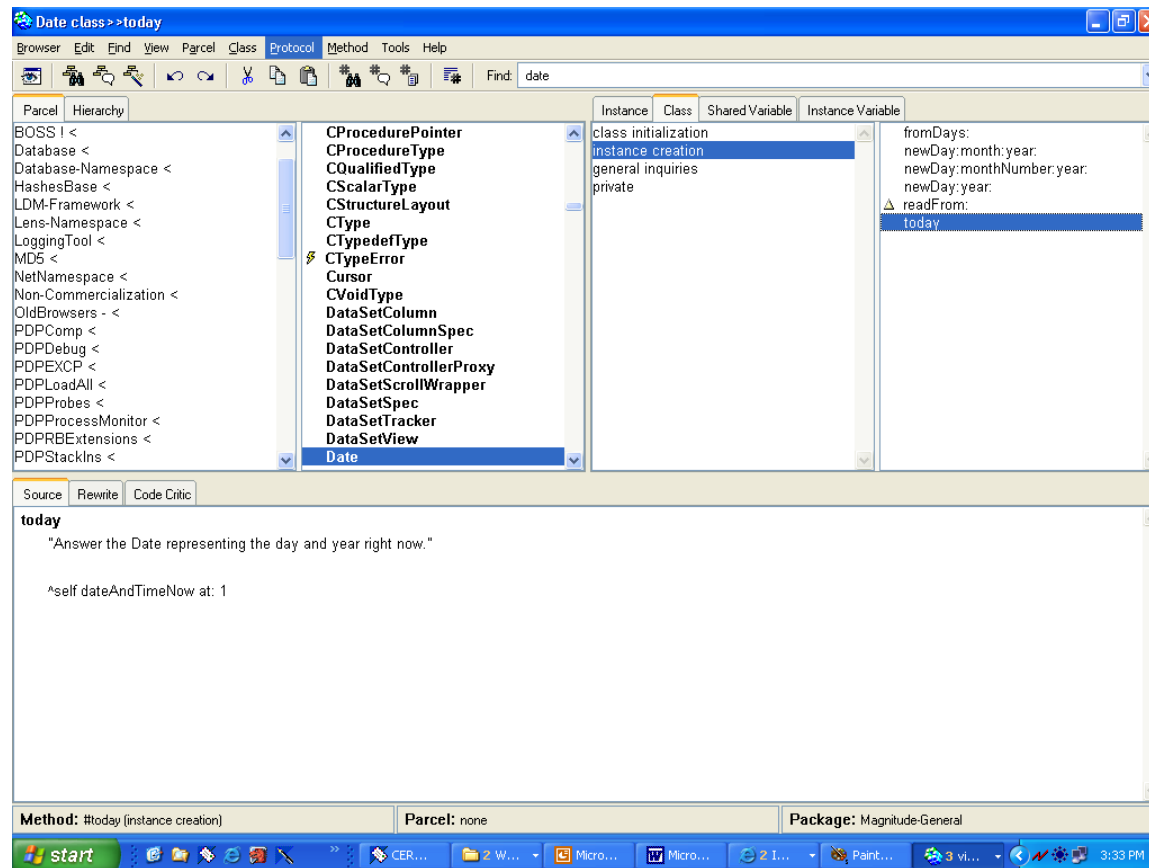 Date class>>today
Browser Edit Find View Parcel Class Protocol Method Tools Help
Find: date
Parcel Hierarchy
BOSS ! <
Database <
Database-Namespace <
HashesBase <
LDM-Framework <
Lens-Namespace <
LoggingTool <
MD5 <
NetNamespace <
Non-Commercialization <
OldBrowsers - <
PDPComp <
PDPDebug <
PDPEXCP <
PDPLoadAll <
PDPProbes <
PDPProcessMonitor <
PDPRBExtensions <
PDPStackIns <
CProcedurePointer
CProcedureType
CQualifiedType
CScalarType
CStructureLayout
CType
CTypedefType
CTypeError
Cursor
CVoidType
DataSetColumn
DataSetColumnSpec
DataSetController
DataSetControllerProxy
DataSetScrollWrapper
DataSetSpec
DataSetTracker
DataSetView
Date
Instance Class Shared Variable Instance Variable
class initialization
instance creation
general inquiries
private
fromDays:
newDay:month:year:
newDay:monthNumber:year:
newDay:year:
readFrom:
today
Source Rewrite Code Critic
today
"Answer the Date representing the day and year right now."
^self dateAndTimeNow at: 1
Method: #today (instance creation) Parcel: none Package: Magnitude-General
start CER... 2 W... Micro... Micro... 2 I... Paint... 3 vi... 3:33 PM